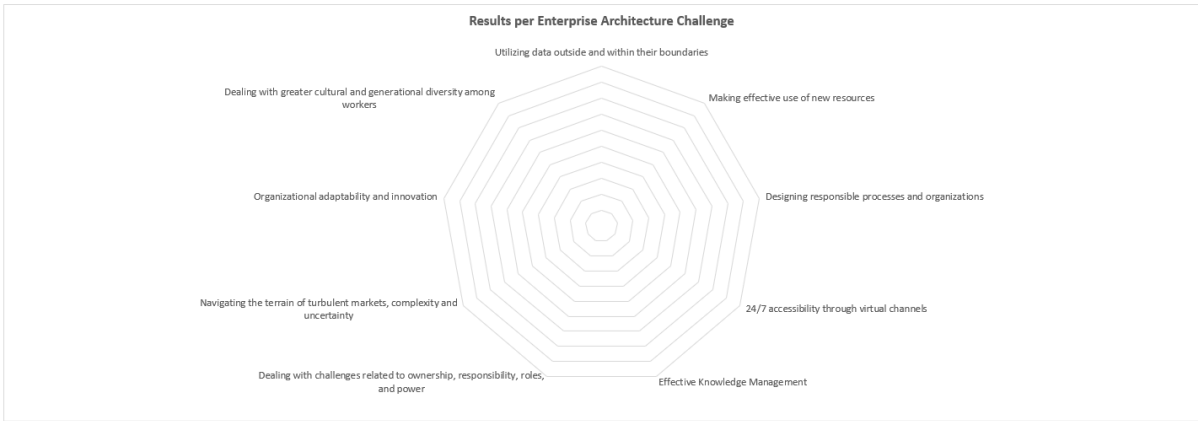 Results per Enterprise Architecture Challenge
Utilizing data outside and within their boundaries
Making effective use of new resources
Designing responsible processes and organizations
24/7 accessibility through virtual channels
Effective Knowledge Management
Dealing with challenges related to ownership, responsibility, roles,
and power
Navigating the terrain of turbulent markets, complexity and
uncertainty
Organizational adaptability and innovation
Dealing with greater cultural and generational diversity among
workers